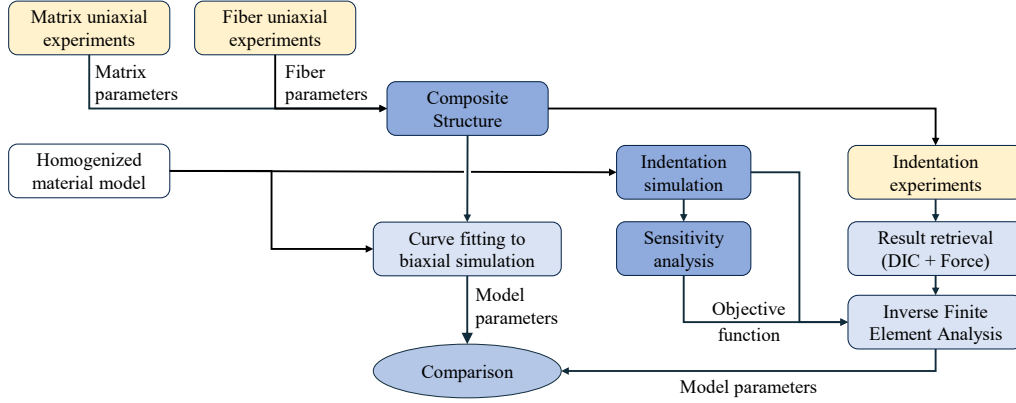 Matrix uniaxial
experiments
Fiber uniaxial
experiments
Matrix
parameters
Fiber
parameters
Composite
Structure
Homogenized
material model
Indentation
simulation
Indentation
experiments
Curve fitting to
biaxial simulation
Sensitivity
analysis
Result retrieval
(DIC + Force)
Model
parameters
Objective
function
Inverse Finite
Element Analysis
Comparison
Model parameters